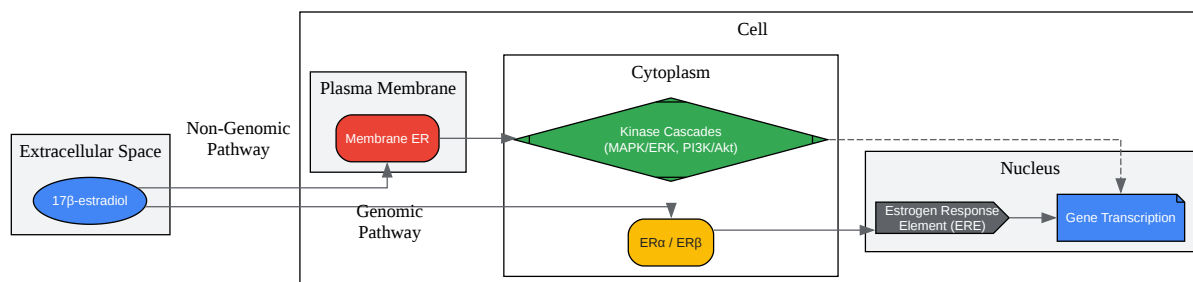 Cell
Extracellular Space
17β-estradiol
Non-Genomic
Pathway
Genomic
Pathway
Plasma Membrane
Membrane ER
Cytoplasm
Kinase Cascades
(MAPK/ERK, PI3K/Akt)
ERα / ERβ
Nucleus
Estrogen Response
Element (ERE)
Gene Transcription